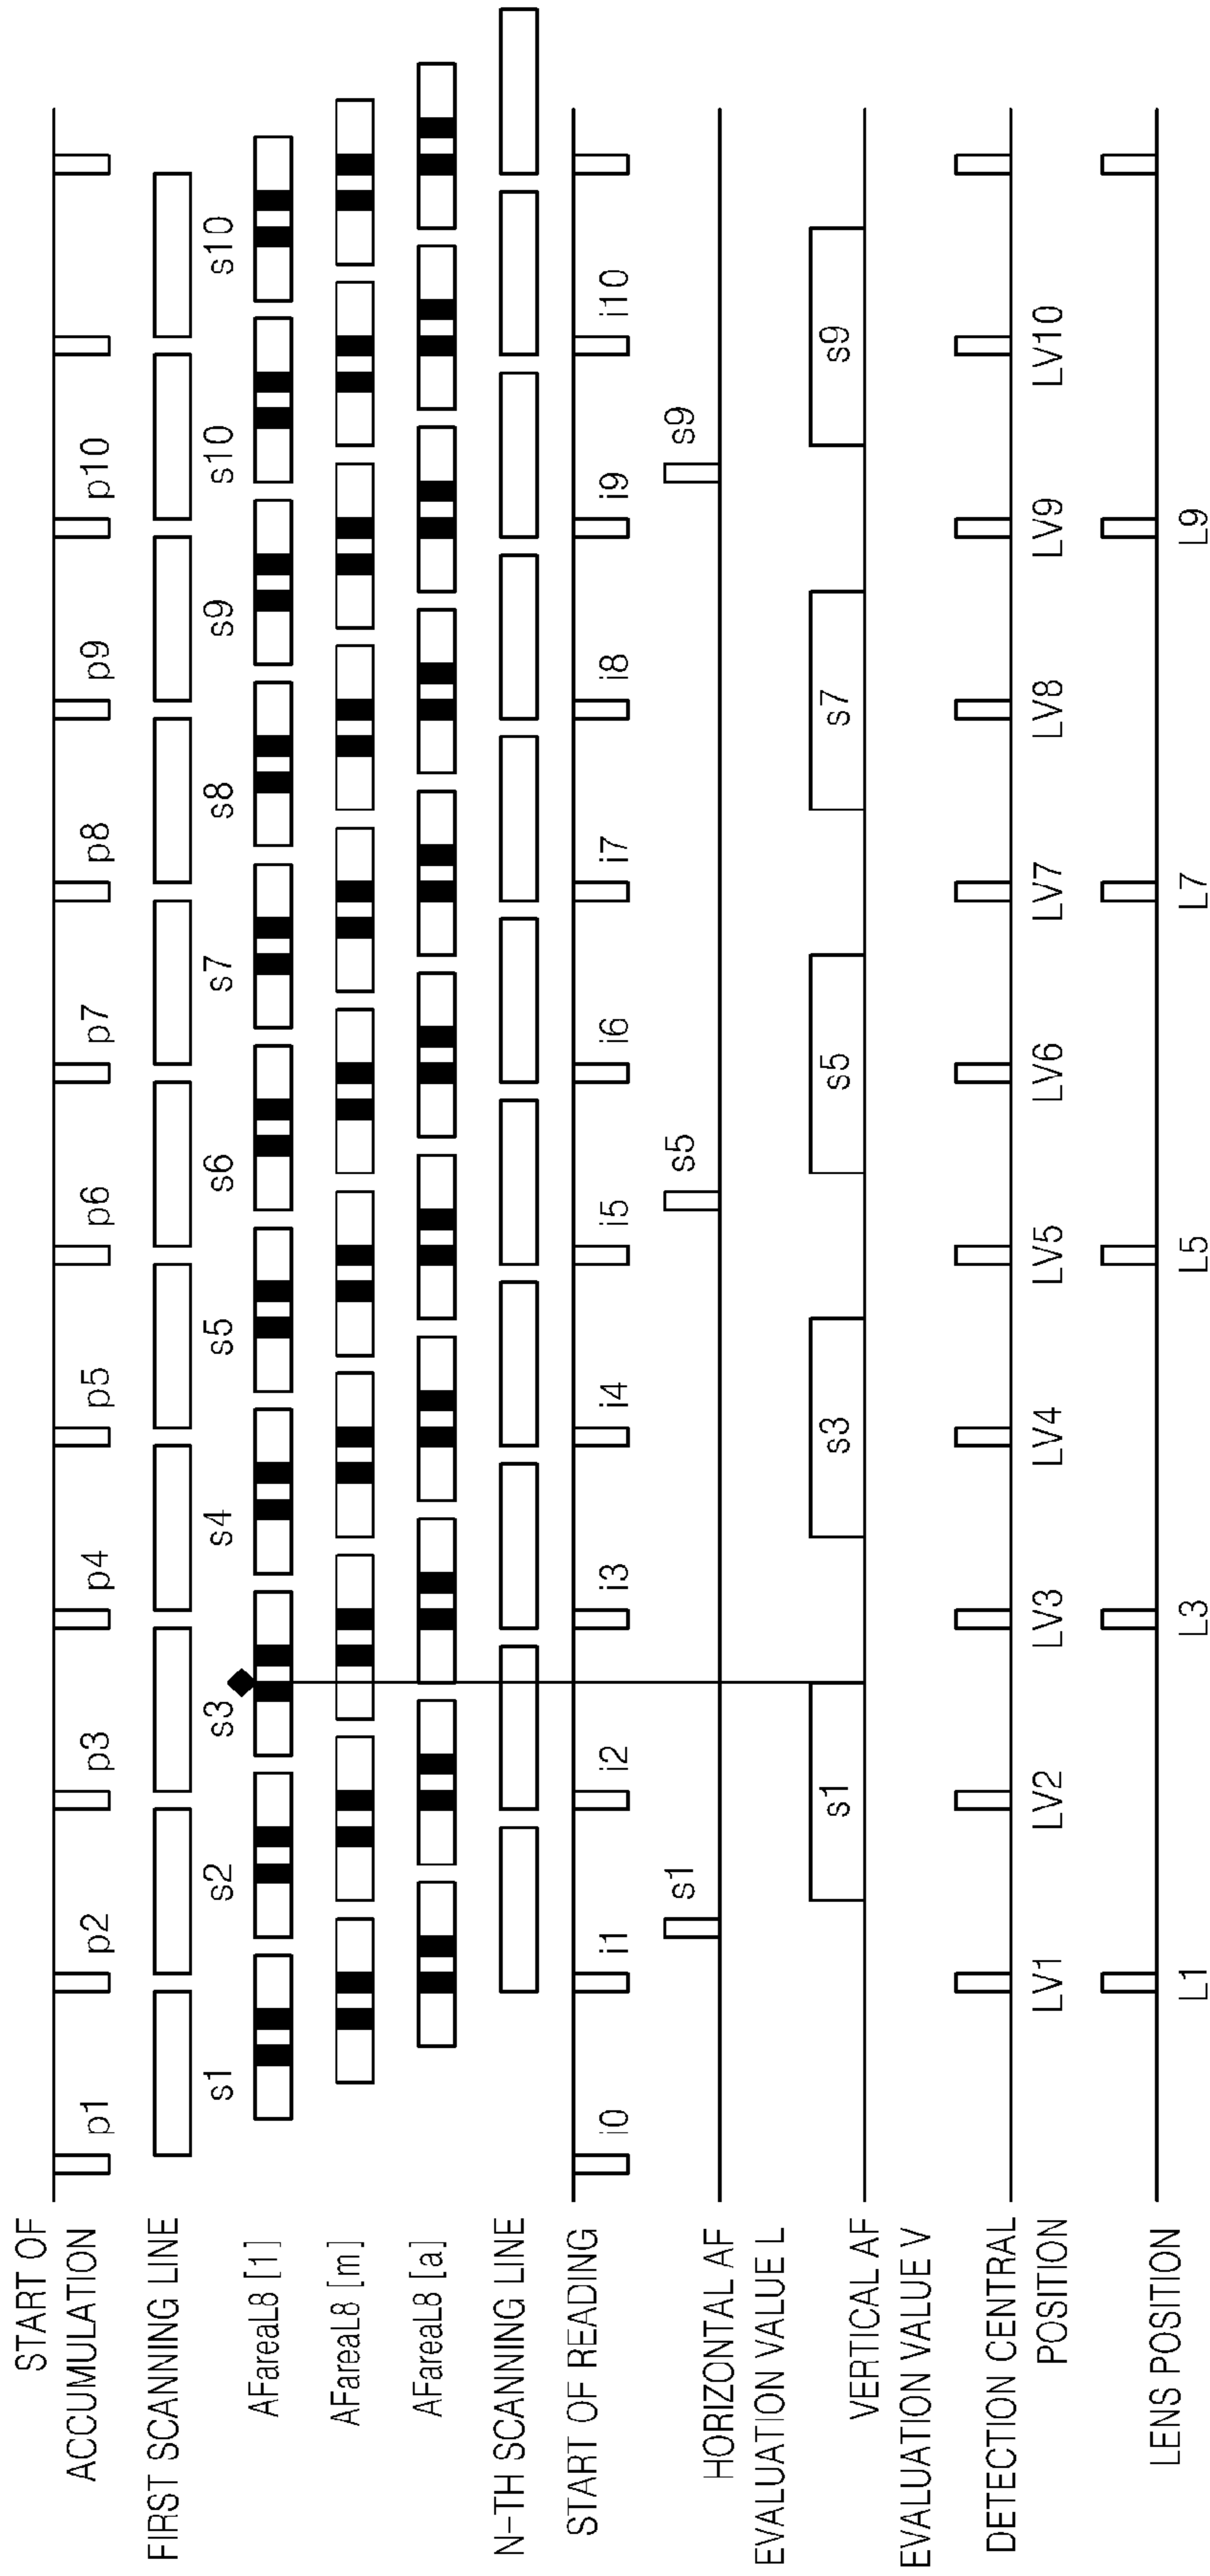 START OF
ACCUMULATION
p1 p2 p3 p4 p5 p6 p7 p8 p9 p10
FIRST SCANNING LINE
s1 s2 s3 s4 s5 s6 s7 s8 s9 s10 s10
AFareaL8 [1]
AFareaL8 [m]
AFareaL8 [a]
N-TH SCANNING LINE
START OF READING
i0 i1 i2 i3 i4 i5 i6 i7 i8 i9 i10
HORIZONTAL AF
EVALUATION VALUE L
s1 s5 s9
VERTICAL AF
EVALUATION VALUE V
s1 s3 s5 s7 s9
DETECTION CENTRAL
POSITION
LV1 LV2 LV3 LV4 LV5 LV6 LV7 LV8 LV9 LV10
LENS POSITION
L1 L3 L5 L7 L9